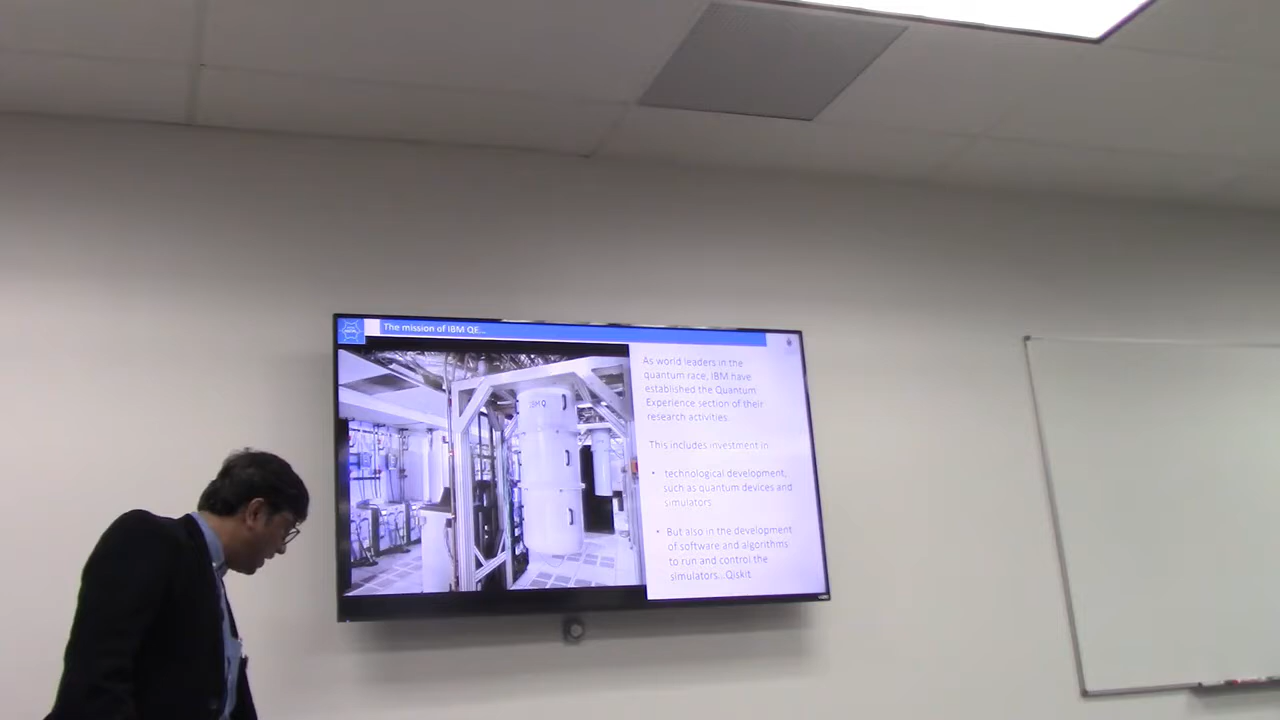 The mission of IBM QE...
IBM Q
As world leaders in the
quantum race, IBM have
established the Quantum
Experience section of their
research activities.
This includes investment in:
• technological development,
such as quantum devices and
simulators
• But also in the development
of software and algorithms
to run and control the
simulators...Qiskit